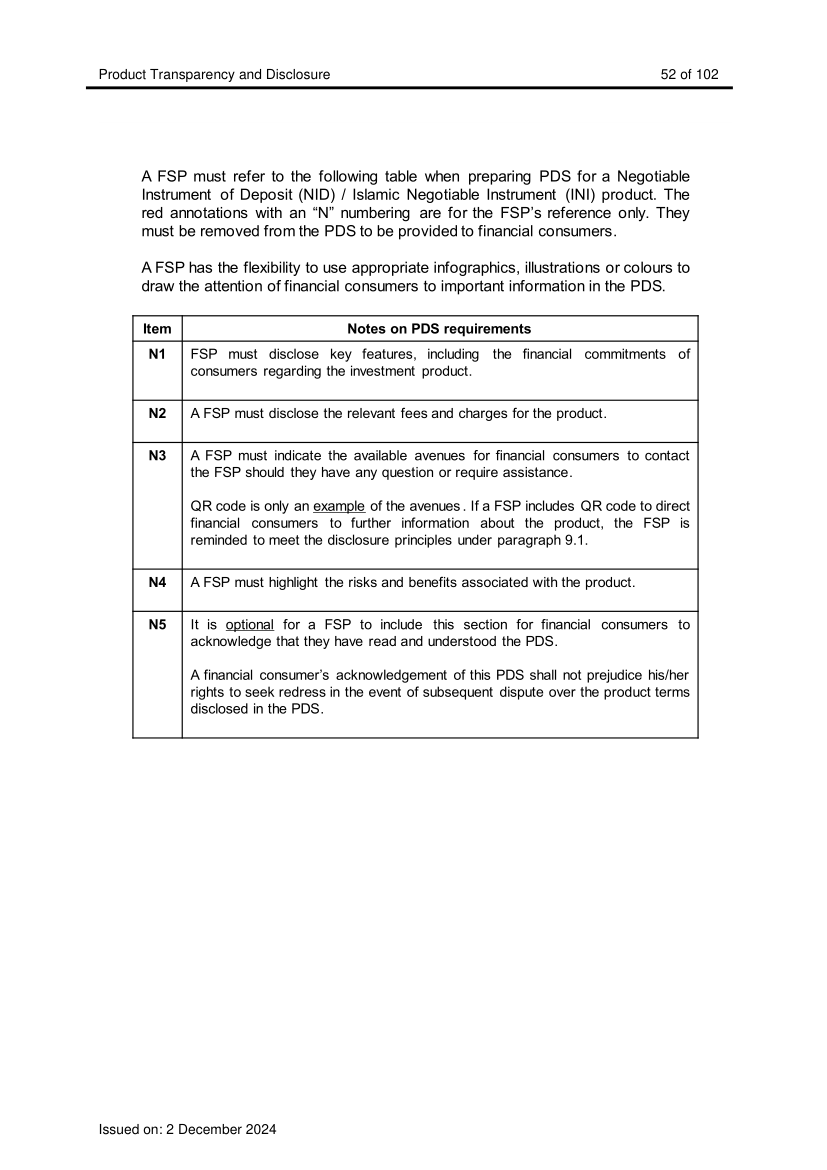 Product Transparency and Disclosure 52 of 102
A FSP must refer to the following table when preparing PDS for a Negotiable
Instrument of Deposit (NID) / Islamic Negotiable Instrument (INI) product. The
red annotations with an “N” numbering are for the FSP’s reference only. They
must be removed from the PDS to be provided to financial consumers.
A FSP has the flexibility to use appropriate infographics, illustrations or colours to
draw the attention of financial consumers to important information in the PDS.
Item Notes on PDS requirements
N1 FSP must disclose key features, including the financial commitments of
consumers regarding the investment product.
N2 A FSP must disclose the relevant fees and charges for the product.
N3 A FSP must indicate the available avenues for financial consumers to contact
the FSP should they have any question or require assistance.
QR code is only an example of the avenues. If a FSP includes QR code to direct
financial consumers to further information about the product, the FSP is
reminded to meet the disclosure principles under paragraph 9.1.
N4 A FSP must highlight the risks and benefits associated with the product.
N5 It is optional for a FSP to include this section for financial consumers to
acknowledge that they have read and understood the PDS.
A financial consumer’s acknowledgement of this PDS shall not prejudice his/her
rights to seek redress in the event of subsequent dispute over the product terms
disclosed in the PDS.
Issued on: 2 December 2024